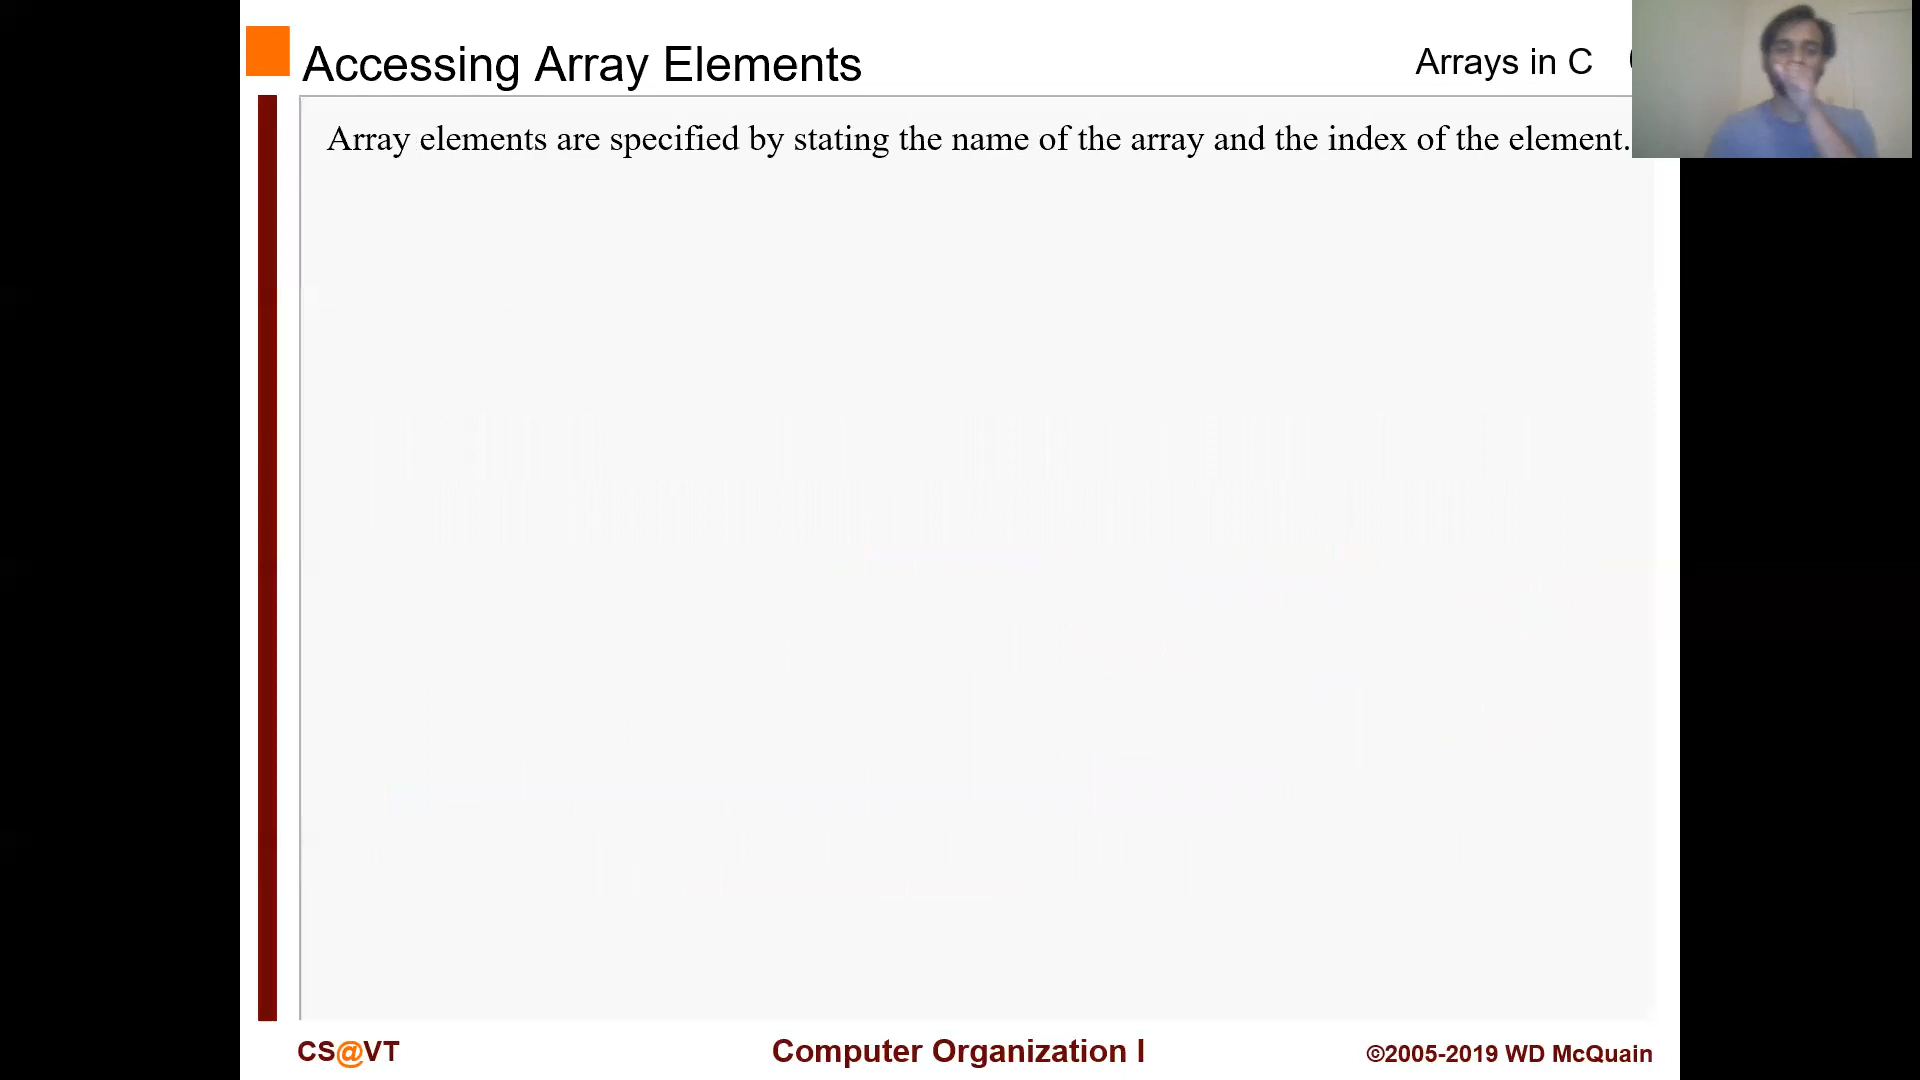 Accessing Array Elements
Arrays in C
Array elements are specified by stating the name of the array and the index of the element.
CS@VT
Computer Organization I
©2005-2019 WD McQuain